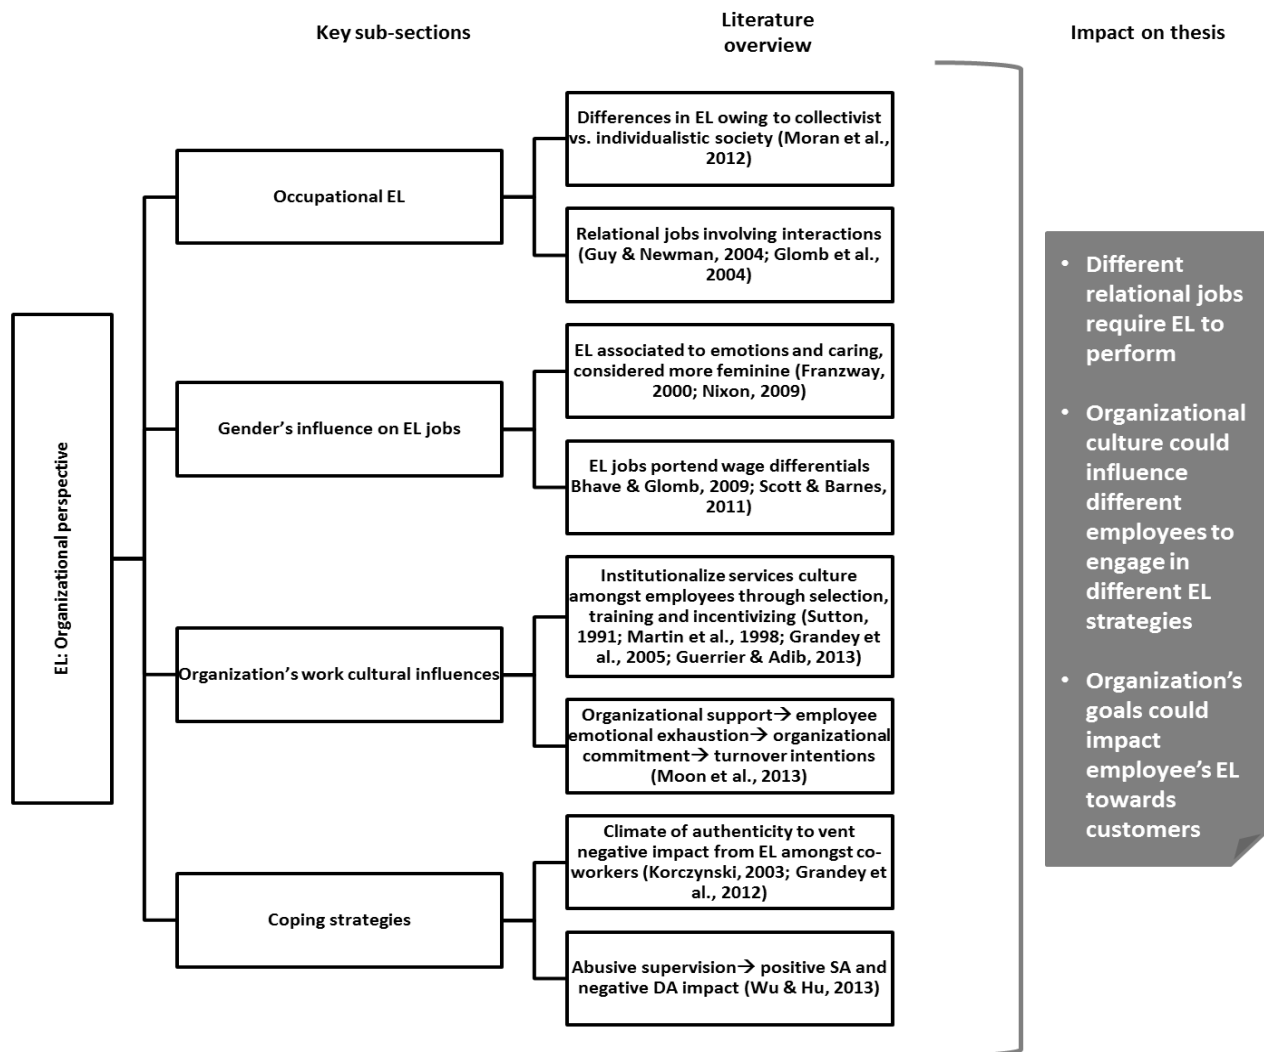 Key sub-sections
Literature
overview
Impact on thesis
EL: Organizational perspective
Occupational EL
Differences in EL owing to collectivist
vs. individualistic society (Moran et al.,
2012)
Relational jobs involving interactions
(Guy & Newman, 2004; Glomb et al.,
2004)
Gender’s influence on EL jobs
EL associated to emotions and caring,
considered more feminine (Franzway,
2000; Nixon, 2009)
EL jobs portend wage differentials
Bhave & Glomb, 2009; Scott & Barnes,
2011)
Organization’s work cultural influences
Institutionalize services culture
amongst employees through selection,
training and incentivizing (Sutton,
1991; Martin et al., 1998; Grandey et
al., 2005; Guerrier & Adib, 2013)
Organizational support→ employee
emotional exhaustion→ organizational
commitment→ turnover intentions
(Moon et al., 2013)
Coping strategies
Climate of authenticity to vent
negative impact from EL amongst co-
workers (Korczynski, 2003; Grandey et
al., 2012)
Abusive supervision→ positive SA and
negative DA impact (Wu & Hu, 2013)
• Different
relational jobs
require EL to
perform
• Organizational
culture could
influence
different
employees to
engage in
different EL
strategies
• Organization’s
goals could
impact
employee’s EL
towards
customers